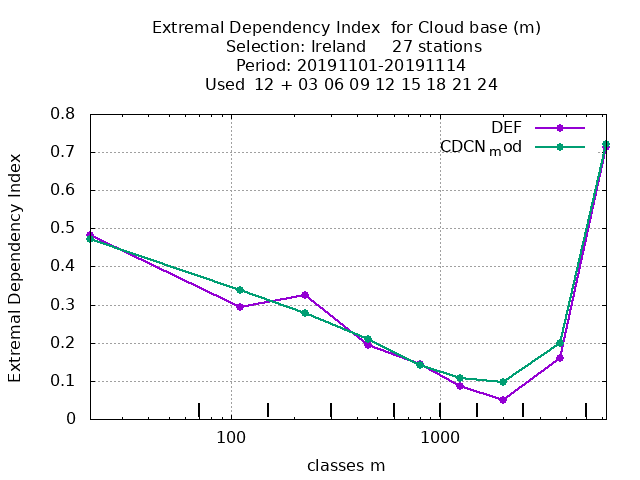 Extremal Dependency Index  for Cloud base (m)
Selection: Ireland     27 stations
Period: 20191101-20191114
Used  12 + 03 06 09 12 15 18 21 24
DEF
CDCNmod
Extremal Dependency Index
0.8
0.7
0.6
0.5
0.4
0.3
0.2
0.1
0
100
1000
classes m